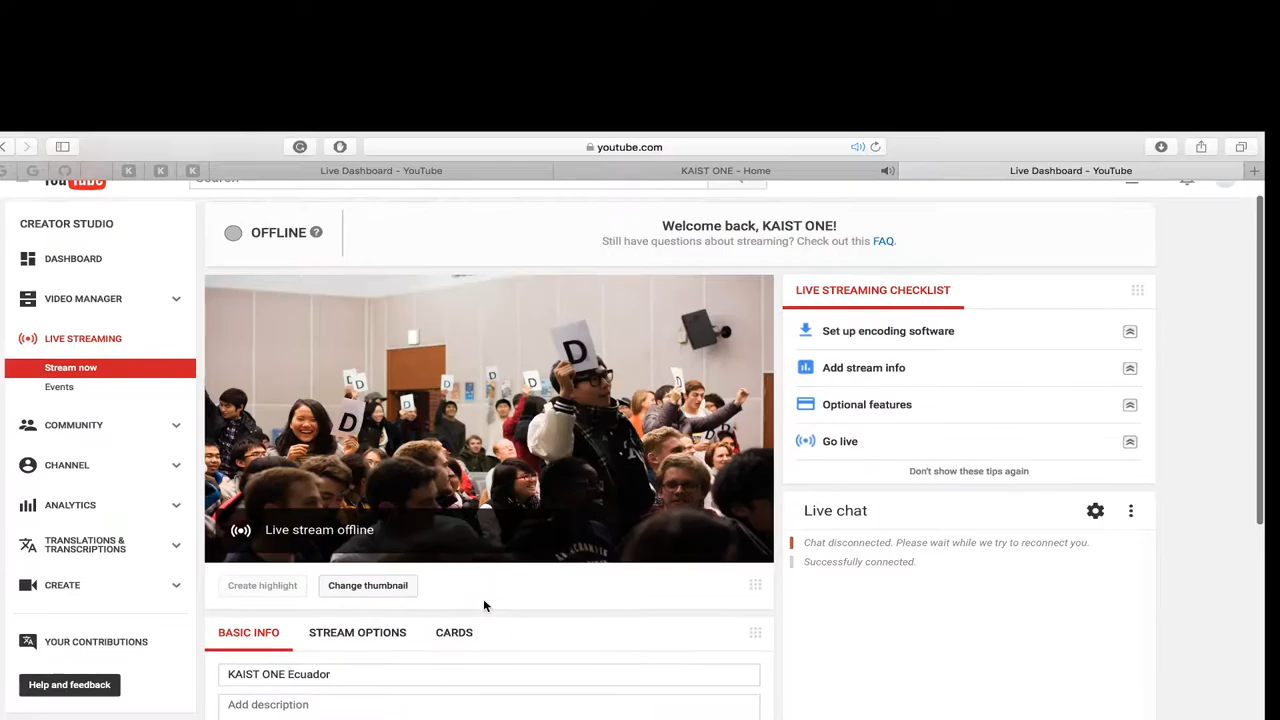 youtube.com
Live Dashboard - YouTube
KAIST ONE - Home
Live Dashboard - YouTube
YouTube
Search
CREATOR STUDIO
DASHBOARD
VIDEO MANAGER
LIVE STREAMING
Stream now
Events
COMMUNITY
CHANNEL
ANALYTICS
TRANSLATIONS &
TRANSCRIPTIONS
CREATE
YOUR CONTRIBUTIONS
Help and feedback
OFFLINE
Welcome back, KAIST ONE!
Still have questions about streaming? Check out this FAQ.
D
D
D
D
D
D
D
D
Live stream offline
Create highlight
Change thumbnail
BASIC INFO
STREAM OPTIONS
CARDS
KAIST ONE Ecuador
Add description
LIVE STREAMING CHECKLIST
Set up encoding software
Add stream info
Optional features
Go live
Don't show these tips again
Live chat
Chat disconnected. Please wait while we try to reconnect you.
Successfully connected.